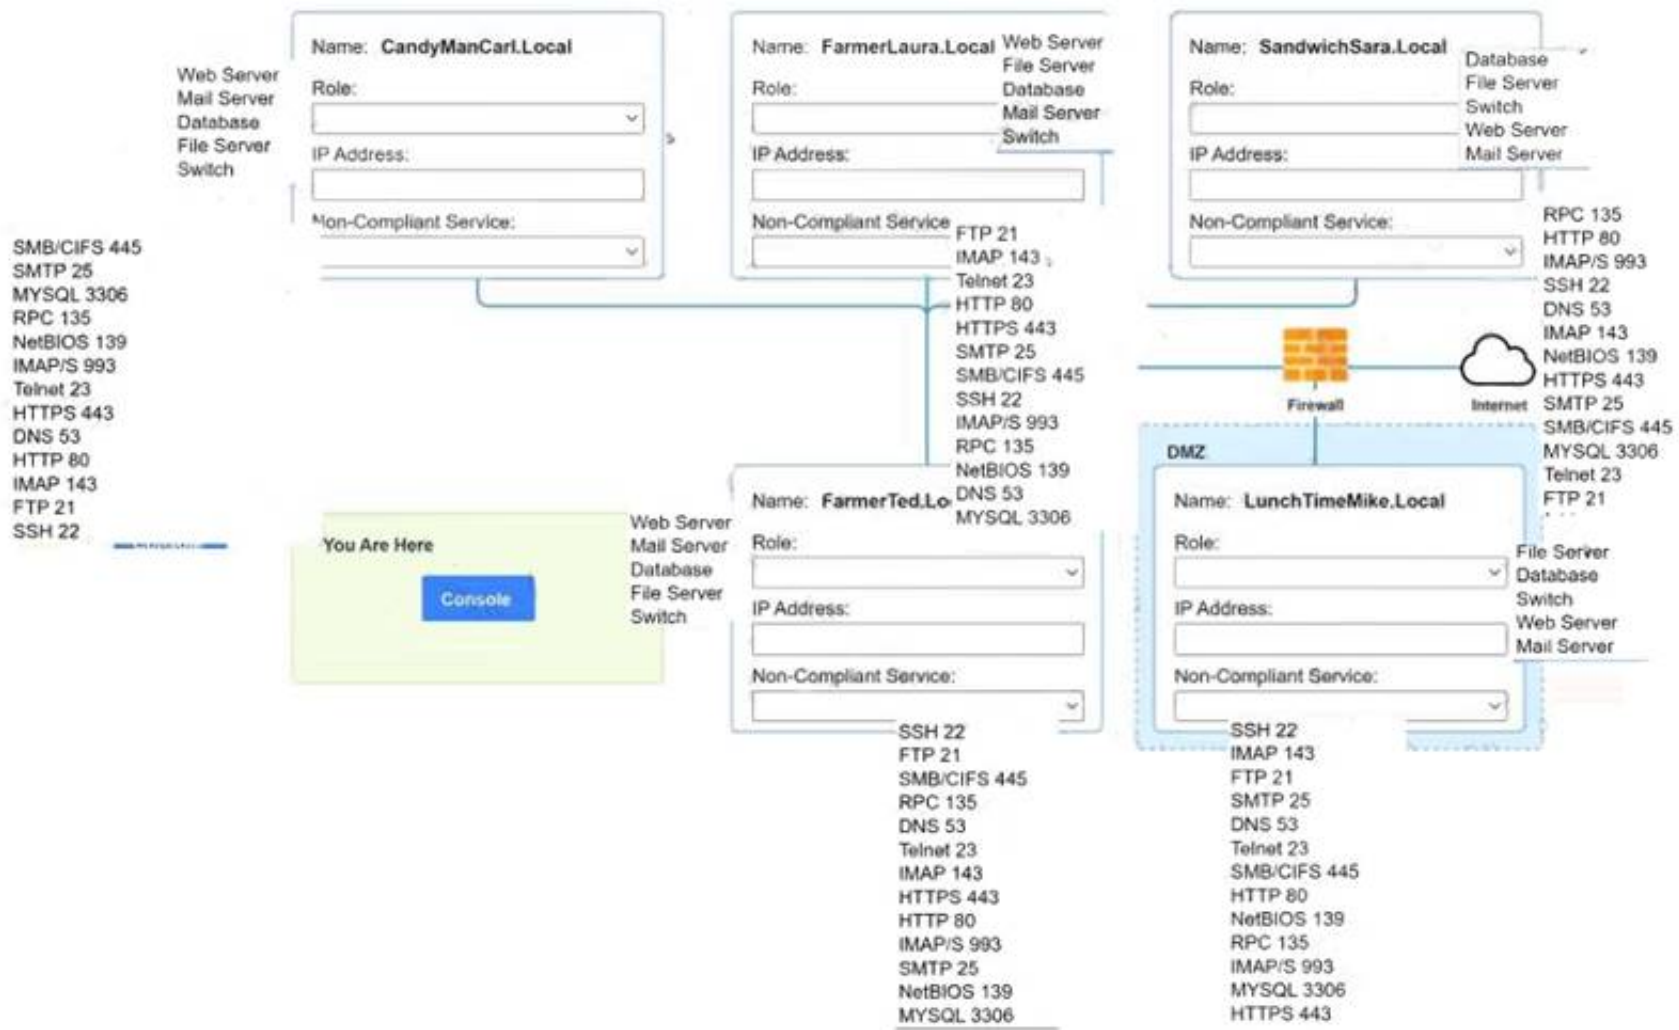 Name: CandyManCarl.Local
Web Server
Mail Server
Database
File Server
Switch
Role:
IP Address:
Non-Compliant Service:
SMB/CIFS 445
SMTP 25
MYSQL 3306
RPC 135
NetBIOS 139
IMAP/S 993
Telnet 23
HTTPS 443
DNS 53
HTTP 80
IMAP 143
FTP 21
SSH 22
Name: FarmerLaura.Local
Web Server
File Server
Database
Mail Server
Switch
Role:
IP Address:
Non-Compliant Service
FTP 21
IMAP 143
Telnet 23
HTTP 80
HTTPS 443
SMTP 25
SMB/CIFS 445
SSH 22
IMAP/S 993
RPC 135
NetBIOS 139
DNS 53
MYSQL 3306
Name: SandwichSara.Local
Database
File Server
Switch
Web Server
Mail Server
Role:
IP Address:
Non-Compliant Service:
RPC 135
HTTP 80
IMAP/S 993
SSH 22
DNS 53
IMAP 143
NetBIOS 139
HTTPS 443
SMTP 25
SMB/CIFS 445
MYSQL 3306
Telnet 23
FTP 21
Firewall
Internet
You Are Here
Console
Name: FarmerTed.Lo
Web Server
Mail Server
Database
File Server
Switch
Role:
IP Address:
Non-Compliant Service:
SSH 22
FTP 21
SMB/CIFS 445
RPC 135
DNS 53
Telnet 23
IMAP 143
HTTPS 443
HTTP 80
IMAP/S 993
SMTP 25
NetBIOS 139
MYSQL 3306
DMZ
Name: LunchTimeMike.Local
Role:
File Server
Database
Switch
Web Server
Mail Server
IP Address:
Non-Compliant Service:
SSH 22
IMAP 143
FTP 21
SMTP 25
DNS 53
Telnet 23
SMB/CIFS 445
HTTP 80
NetBIOS 139
RPC 135
IMAP/S 993
MYSQL 3306
HTTPS 443